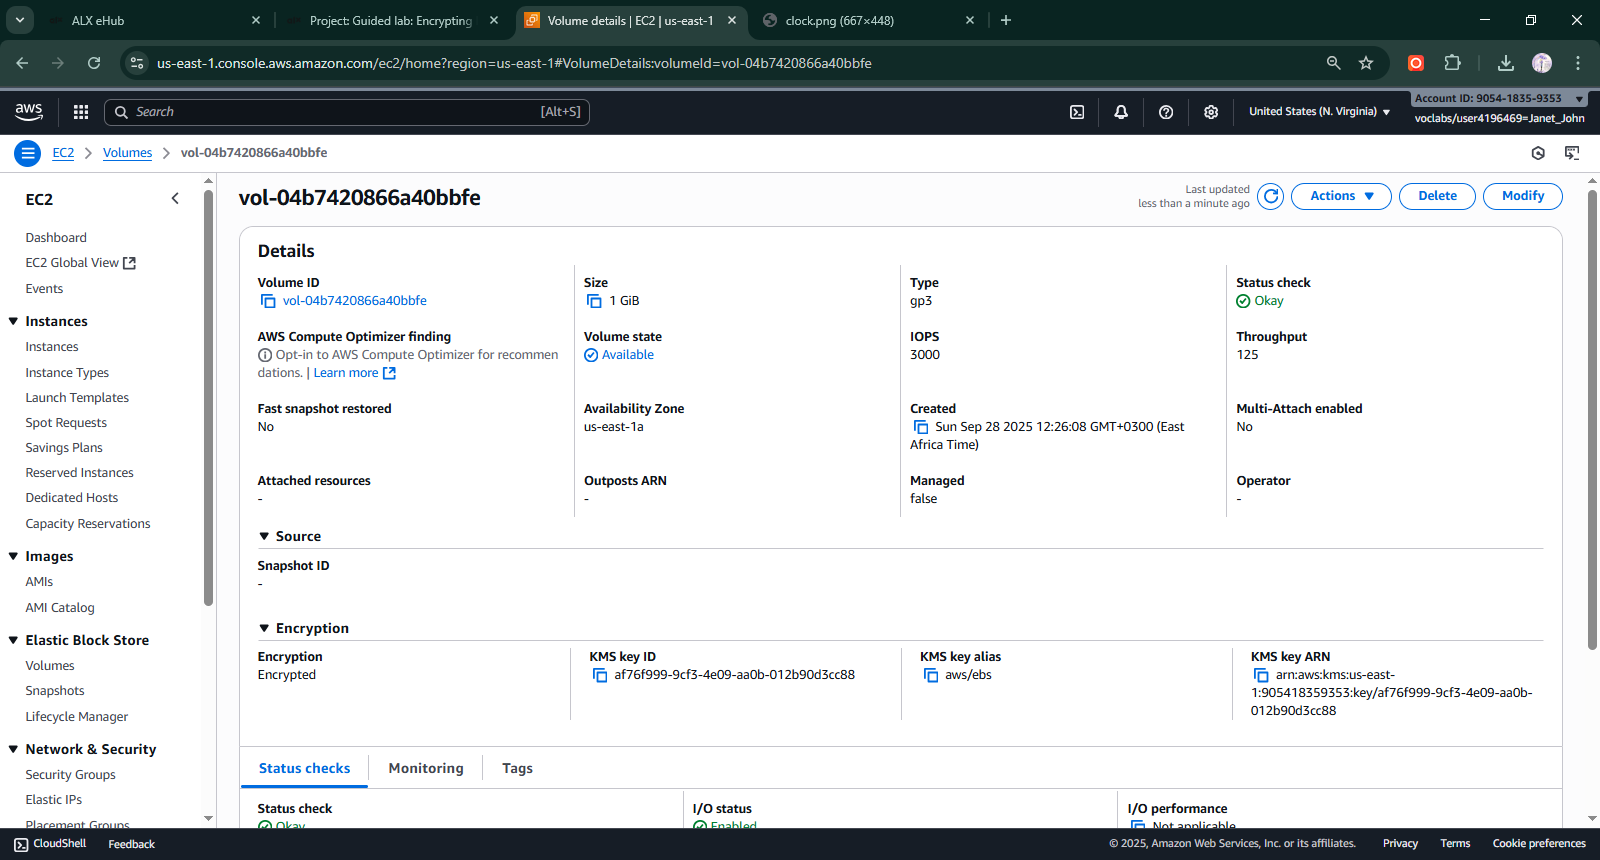 ALX eHub
Project: Guided lab: Encrypting
Volume details | EC2 | us-east-1
clock.png (667×448)
us-east-1.console.aws.amazon.com/ec2/home?region=us-east-1#VolumeDetails:volumeId=vol-04b7420866a40bbfe
aws
Search
[Alt+S]
United States (N. Virginia)
Account ID: 9054-1835-9353
voclabs/user4196469=Janet_John
EC2 > Volumes > vol-04b7420866a40bbfe
EC2
Dashboard
EC2 Global View
Events
Instances
Instances
Instance Types
Launch Templates
Spot Requests
Savings Plans
Reserved Instances
Dedicated Hosts
Capacity Reservations
Images
AMIs
AMI Catalog
Elastic Block Store
Volumes
Snapshots
Lifecycle Manager
Network & Security
Security Groups
Elastic IPs
Placement Groups
vol-04b7420866a40bbfe
Last updated
less than a minute ago
Actions
Delete
Modify
Details
Volume ID
vol-04b7420866a40bbfe
Size
1 GiB
Type
gp3
Status check
Okay
AWS Compute Optimizer finding
Opt-in to AWS Compute Optimizer for recommen
dations. | Learn more
Volume state
Available
IOPS
3000
Throughput
125
Fast snapshot restored
No
Availability Zone
us-east-1a
Created
Sun Sep 28 2025 12:26:08 GMT+0300 (East
Africa Time)
Multi-Attach enabled
No
Attached resources
-
Outposts ARN
-
Managed
false
Operator
-
Source
Snapshot ID
-
Encryption
Encryption
Encrypted
KMS key ID
af76f999-9cf3-4e09-aa0b-012b90d3cc88
KMS key alias
aws/ebs
KMS key ARN
arn:aws:kms:us-east-
1:905418359353:key/af76f999-9cf3-4e09-aa0b-
012b90d3cc88
Status checks
Monitoring
Tags
Status check
Okay
I/O status
Enabled
I/O performance
Not applicable
CloudShell
Feedback
© 2025, Amazon Web Services, Inc. or its affiliates.
Privacy
Terms
Cookie preferences